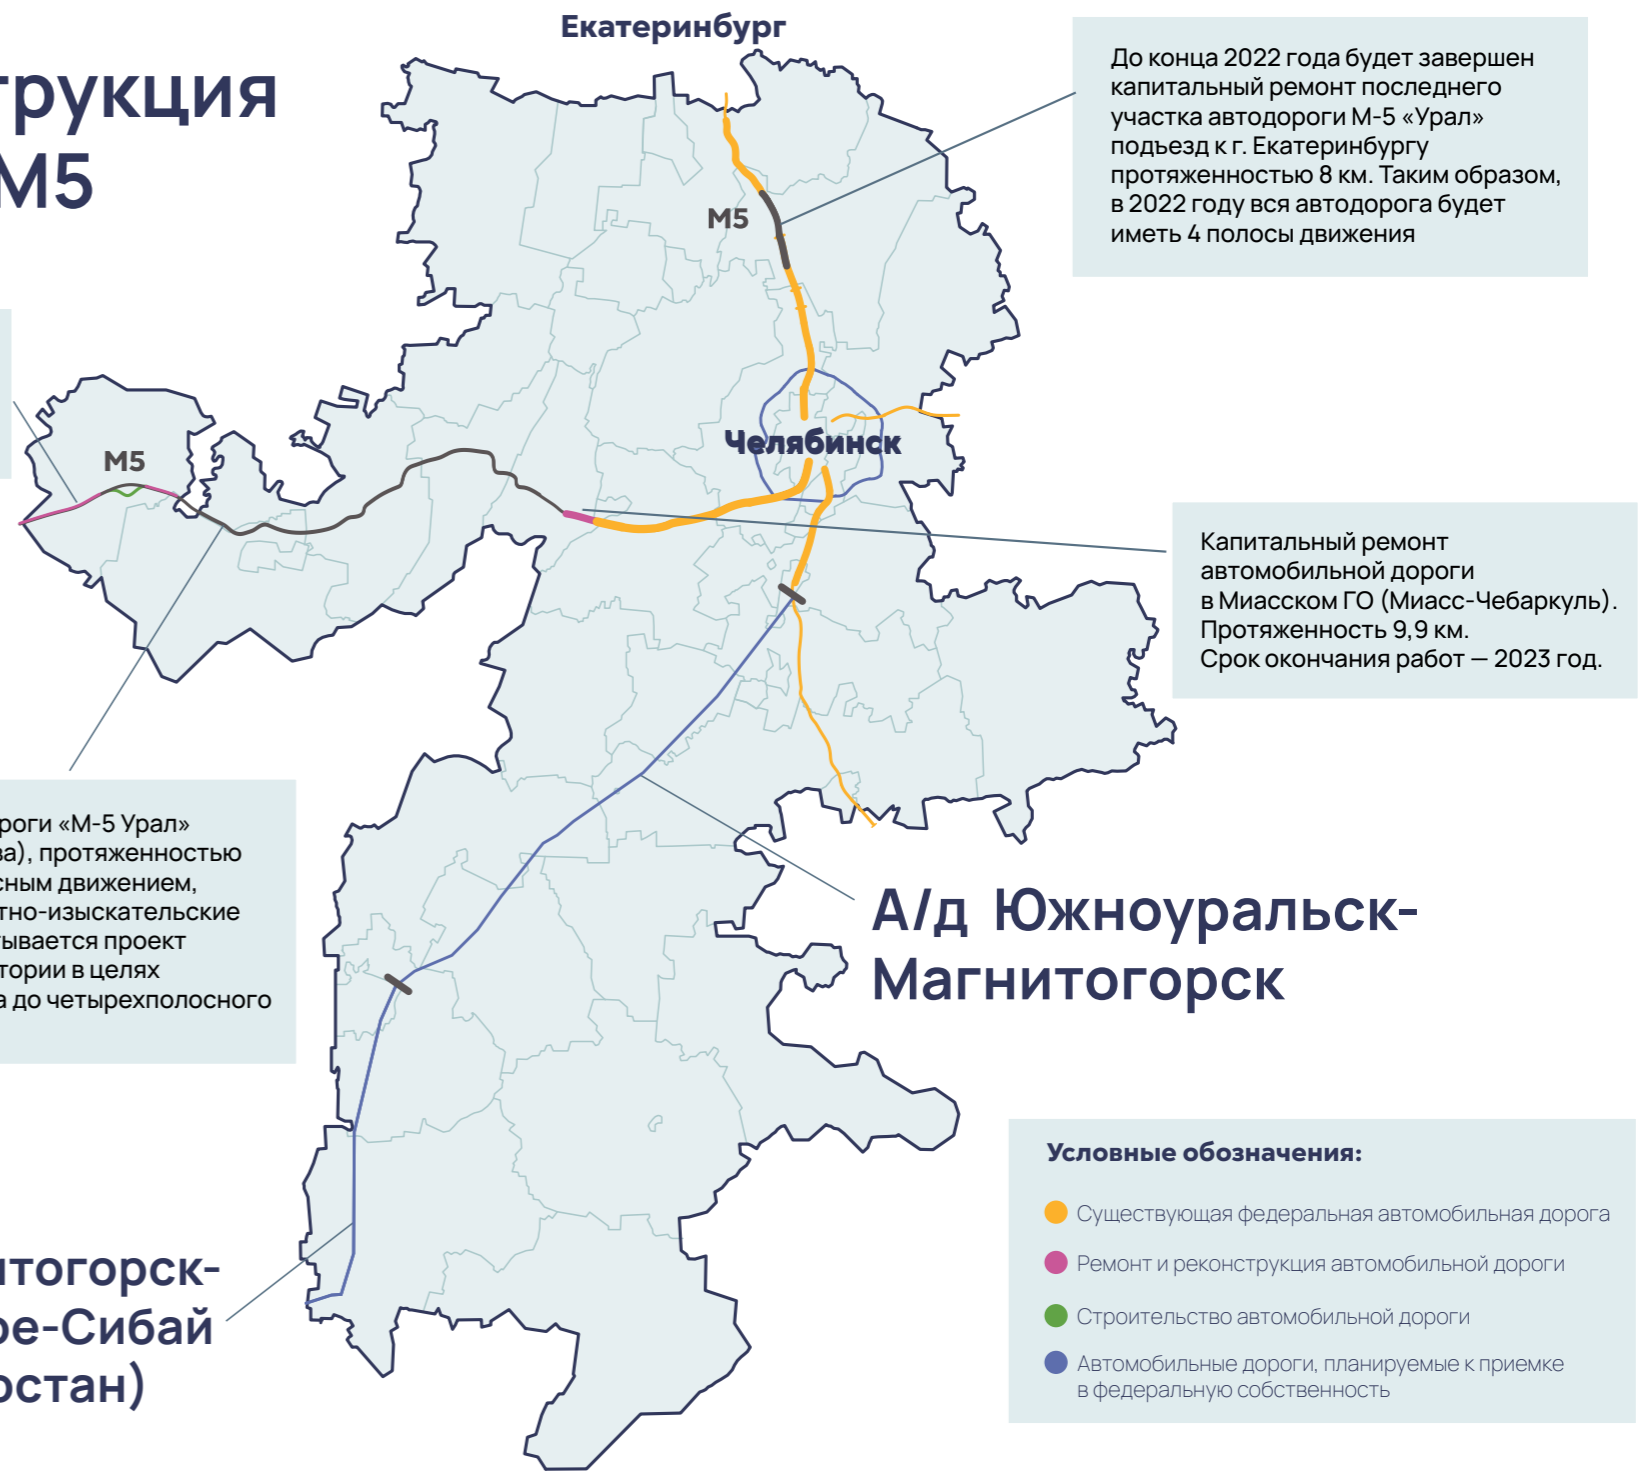 Екатеринбург
трукция
М5
До конца 2022 года будет завершен
капитальный ремонт последнего
участка автодороги М-5 «Урал»
подъезд к г. Екатеринбургу
протяженностью 8 км. Таким образом,
в 2022 году вся автодорога будет
иметь 4 полосы движения
М5
Челябинск
М5
Капитальный ремонт
автомобильной дороги
в Миасском ГО (Миасс-Чебаркуль).
Протяженность 9,9 км.
Срок окончания работ — 2023 год.
роги «М-5 Урал»
ва), протяженностью
сным движением,
тно-изыскательские
тывается проект
тории в целях
а до четырехполосного
А/д Южноуральск-
Магнитогорск
итогорск-
ое-Сибай
остан)
Условные обозначения:
Существующая федеральная автомобильная дорога
Ремонт и реконструкция автомобильной дороги
Строительство автомобильной дороги
Автомобильные дороги, планируемые к приемке
в федеральную собственность